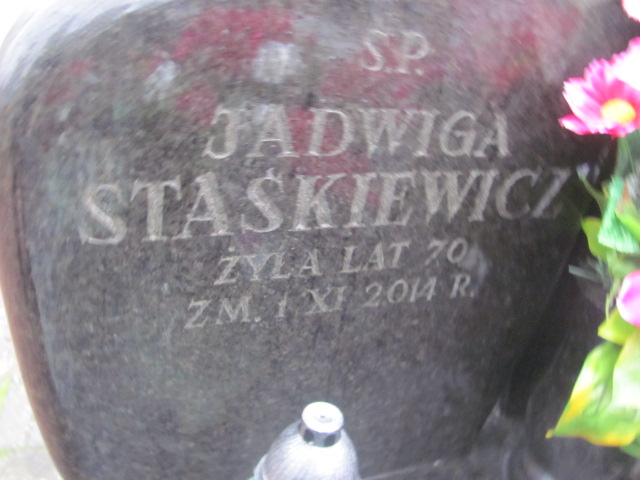 Ś.P.
JADWIGA
STAŚKIEWICZ
ŻYŁA LAT 70
ZM. 1 XI 2014 R.